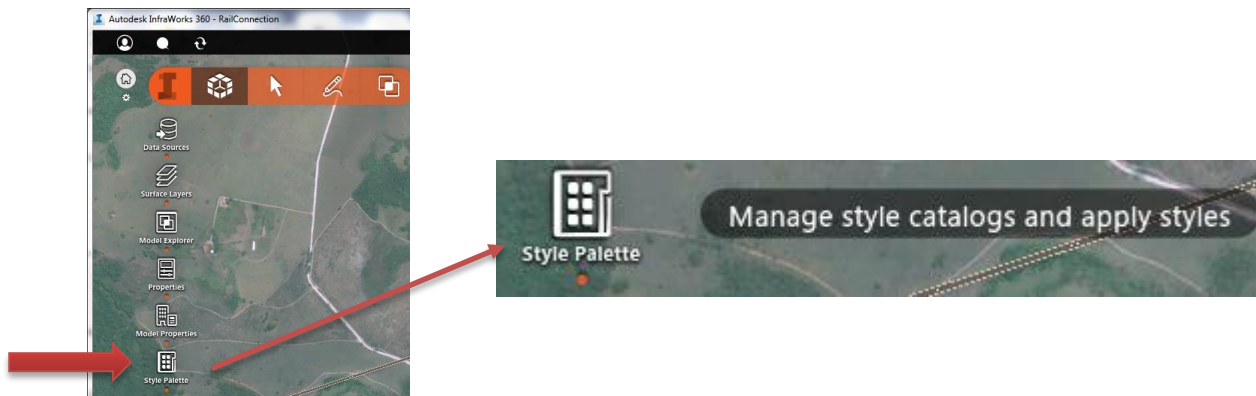 Autodesk InfraWorks 360 - RailConnection
Data Sources
Surface Layers
Model Explorer
Properties
Model Properties
Style Palette
Style Palette
Manage style catalogs and apply styles